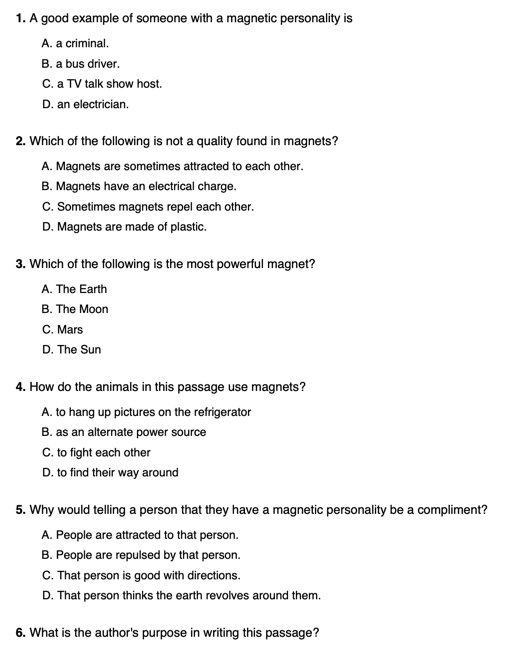 1. A good example of someone with a magnetic personality is
A. a criminal.
B. a bus driver.
C. a TV talk show host.
D. an electrician.
2. Which of the following is not a quality found in magnets?
A. Magnets are sometimes attracted to each other.
B. Magnets have an electrical charge.
C. Sometimes magnets repel each other.
D. Magnets are made of plastic.
3. Which of the following is the most powerful magnet?
A. The Earth
B. The Moon
C. Mars
D. The Sun
4. How do the animals in this passage use magnets?
A. to hang up pictures on the refrigerator
B. as an alternate power source
C. to fight each other
D. to find their way around
5. Why would telling a person that they have a magnetic personality be a compliment?
A. People are attracted to that person.
B. People are repulsed by that person.
C. That person is good with directions.
D. That person thinks the earth revolves around them.
6. What is the author's purpose in writing this passage?